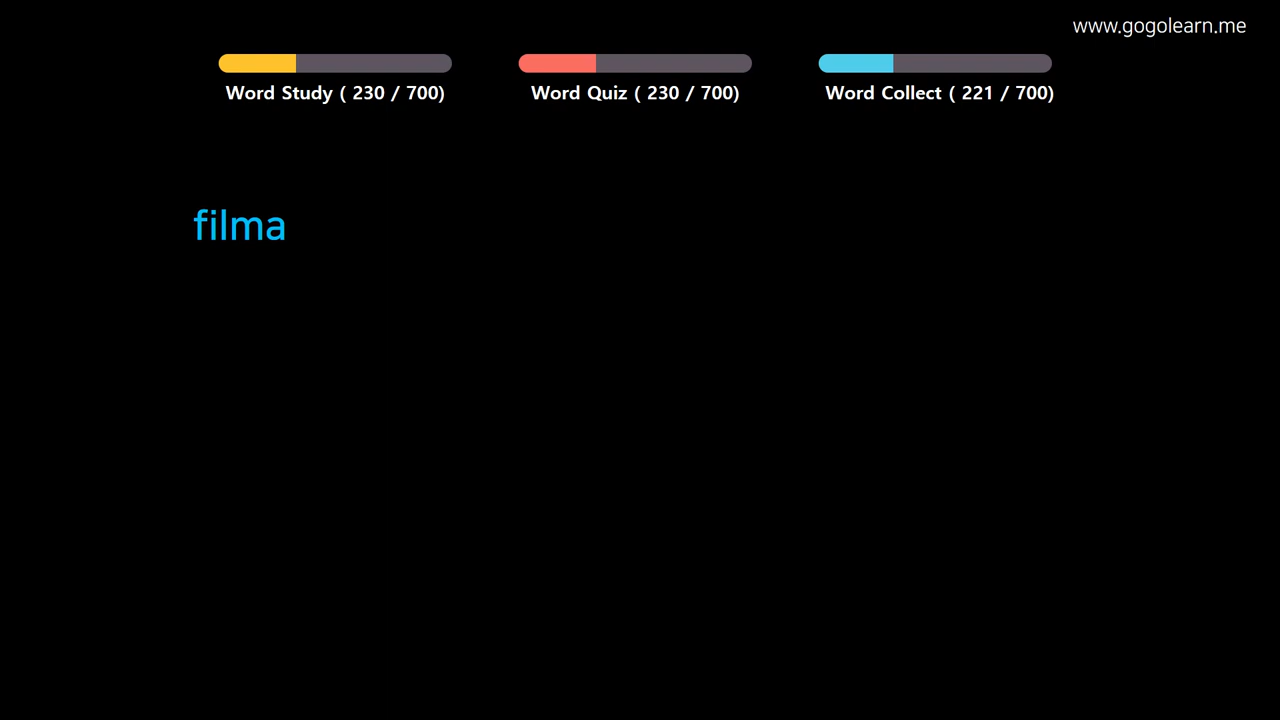 www.gogolearn.me
Word Study ( 230 / 700)
Word Quiz ( 230 / 700)
Word Collect ( 221 / 700)
filma